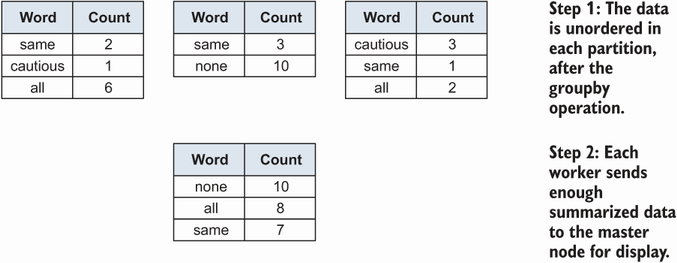 Word Count
same 2
cautious 1
all 6
Word Count
same 3
none 10
Word Count
cautious 3
same 1
all 2
Step 1: The data
is unordered in
each partition,
after the
groupby
operation.
Word Count
none 10
all 8
same 7
Step 2: Each
worker sends
enough
summarized data
to the master
node for display.